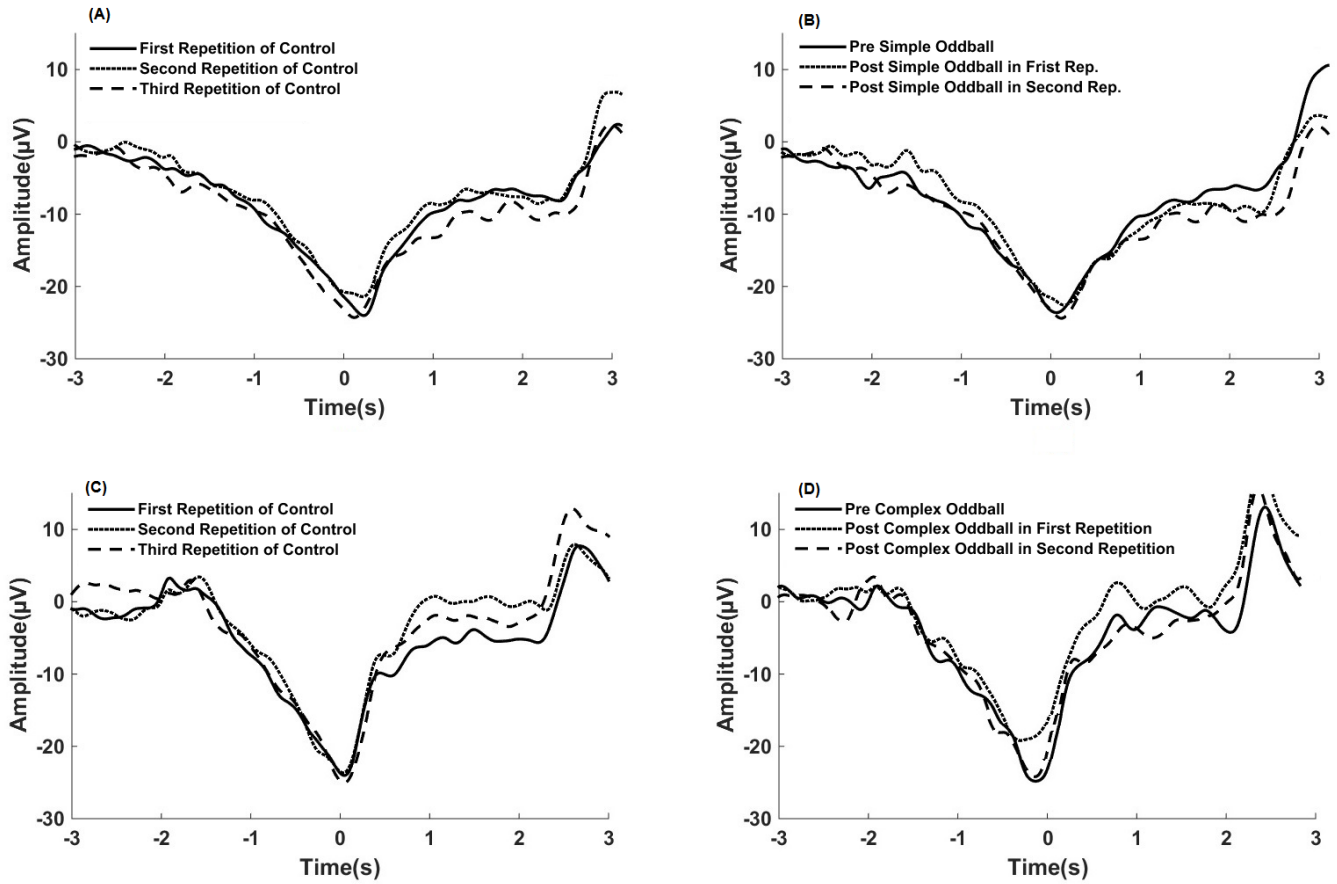 (A)
First Repetition of Control
Second Repetition of Control
Third Repetition of Control
10
0
-10
-20
-30
Amplitude(µV)
-3
-2
-1
0
1
2
3
Time(s)
(B)
Pre Simple Oddball
Post Simple Oddball in Frist Rep.
Post Simple Oddball in Second Rep.
10
0
-10
-20
-30
Amplitude(µV)
-3
-2
-1
0
1
2
3
Time(s)
(C)
First Repetition of Control
Second Repetition of Control
Third Repetition of Control
10
0
-10
-20
-30
Amplitude(µV)
-3
-2
-1
0
1
2
3
Time(s)
(D)
Pre Complex Oddball
Post Complex Oddball in First Repetition
Post Complex Oddball in Second Repetition
10
0
-10
-20
-30
Amplitude(µV)
-3
-2
-1
0
1
2
3
Time(s)